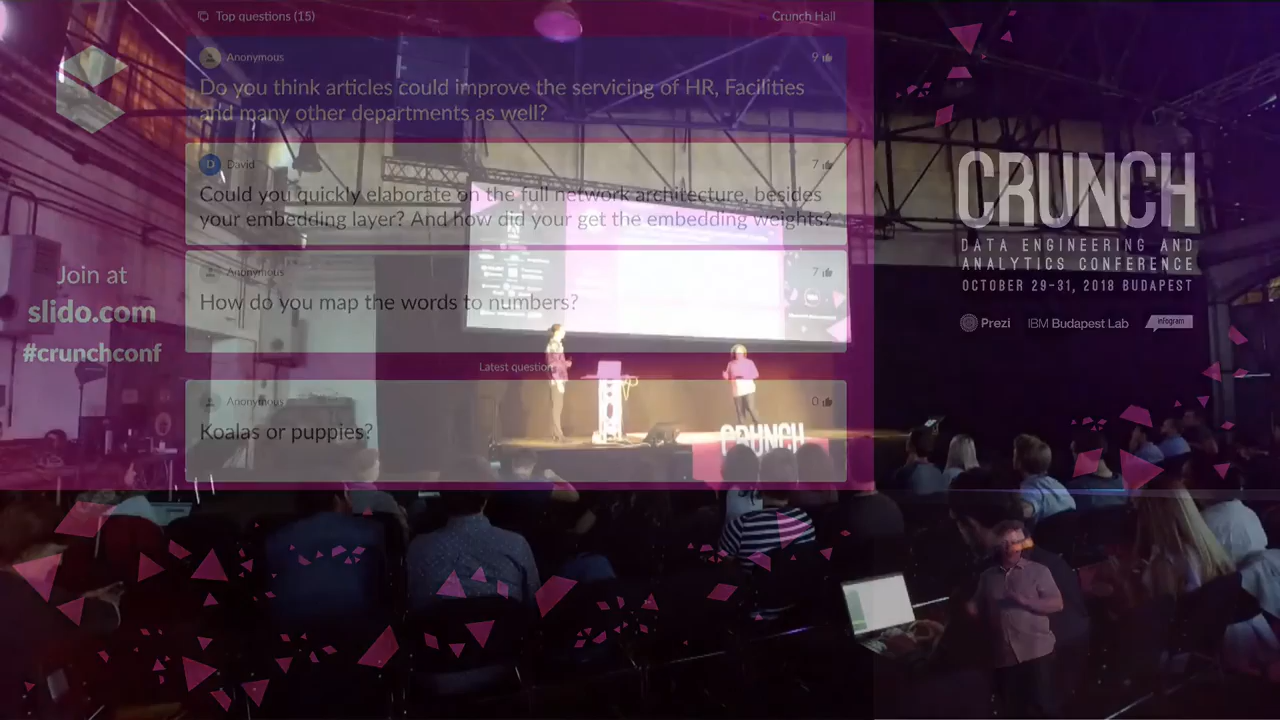 Top questions (15)
Crunch Hall
Anonymous
9
Do you think articles could improve the servicing of HR, Facilities
and many other departments as well?
D
David
7
Could you quickly elaborate on the full network architecture, besides
your embedding layer? And how did your get the embedding weights?
Anonymous
7
How do you map the words to numbers?
Latest question
Anonymous
0
Koalas or puppies?
Join at
slido.com
#crunchconf
CRUNCH
DATA ENGINEERING AND
ANALYTICS CONFERENCE
OCTOBER 29-31, 2018 BUDAPEST
Prezi
IBM Budapest Lab
infogram
CRUNCH